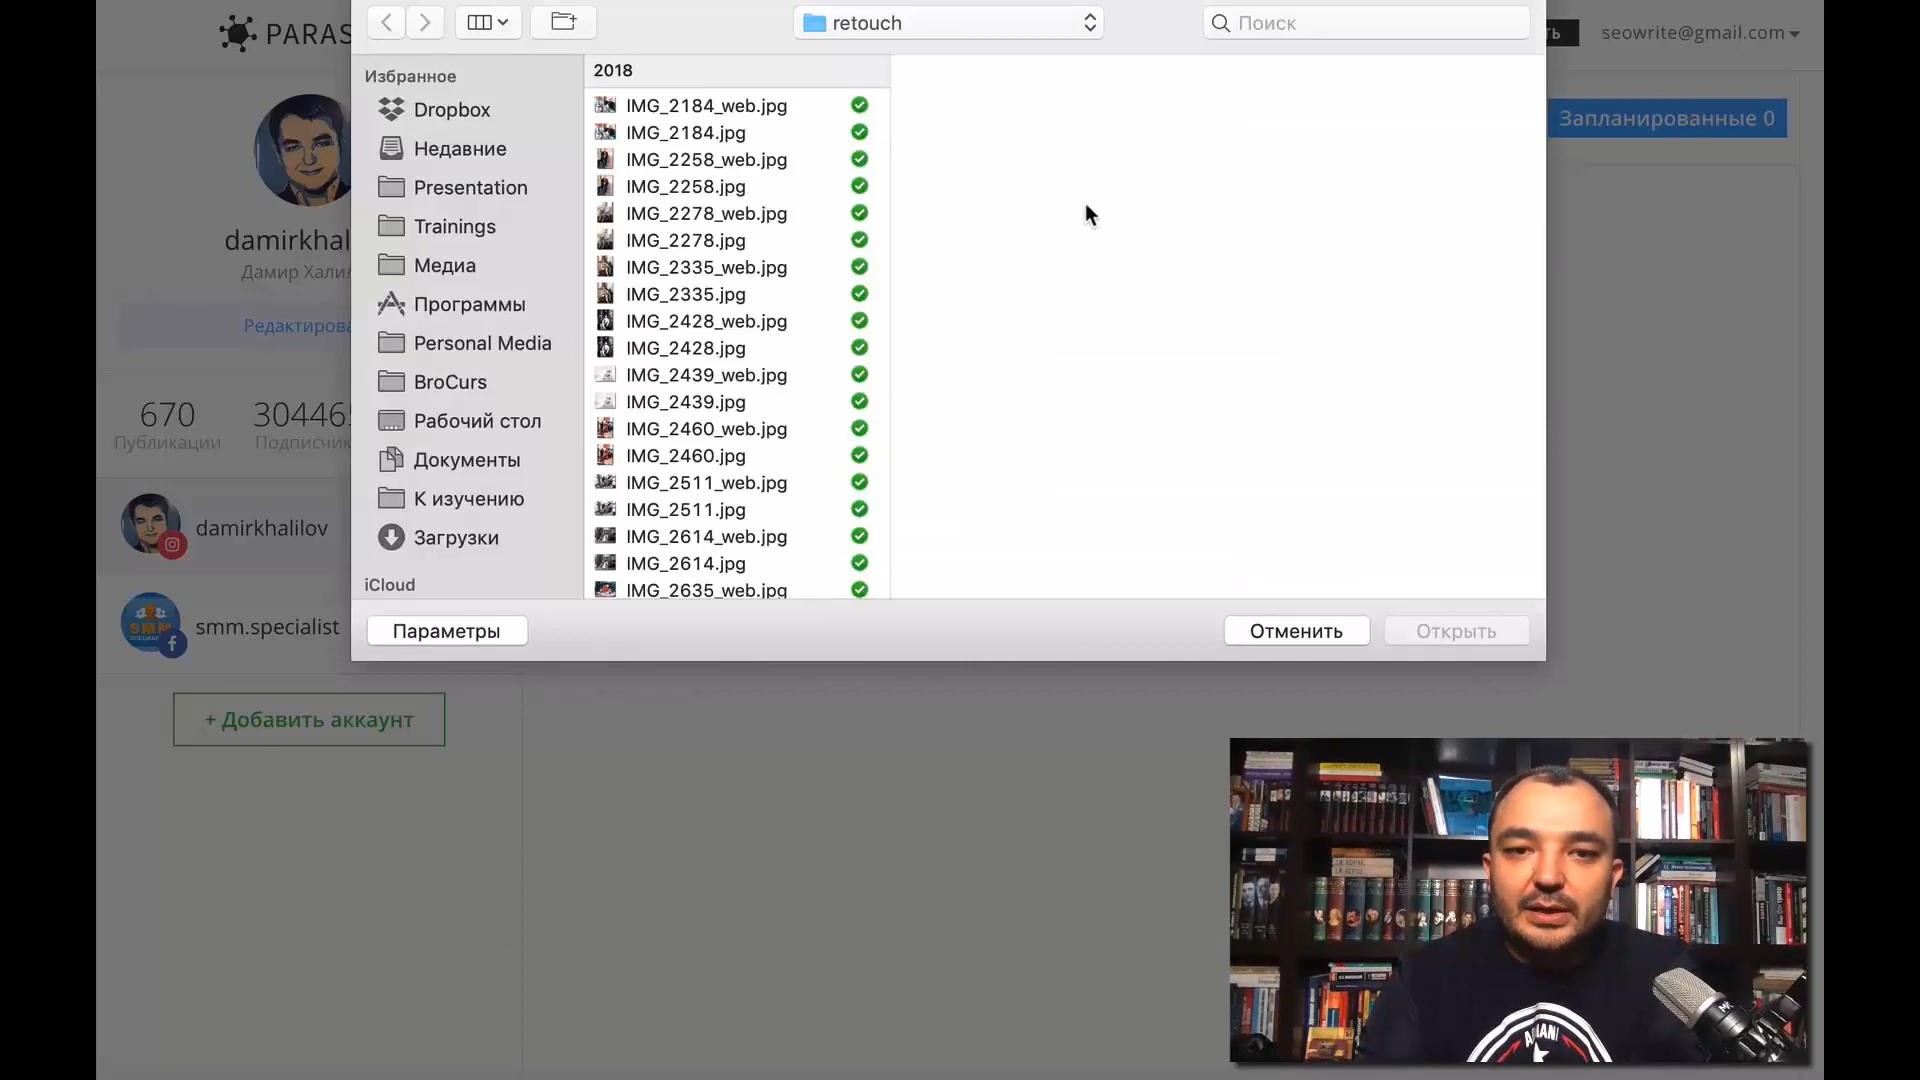 PARAS
retouch
Поиск
ть
seowrite@gmail.com
Избранное
Dropbox
Недавние
Presentation
Trainings
Медиа
Программы
Personal Media
BroCurs
Рабочий стол
Документы
К изучению
Загрузки
iCloud
2018
IMG_2184_web.jpg
IMG_2184.jpg
IMG_2258_web.jpg
IMG_2258.jpg
IMG_2278_web.jpg
IMG_2278.jpg
IMG_2335_web.jpg
IMG_2335.jpg
IMG_2428_web.jpg
IMG_2428.jpg
IMG_2439_web.jpg
IMG_2439.jpg
IMG_2460_web.jpg
IMG_2460.jpg
IMG_2511_web.jpg
IMG_2511.jpg
IMG_2614_web.jpg
IMG_2614.jpg
IMG_2635_web.jpg
Параметры
Отменить
Открыть
Запланированные 0
damirkhal
Дамир Халил
Редактирова
670
Публикации
30446
Подписчик
damirkhalilov
SMM
smm.specialist
+ Добавить аккаунт